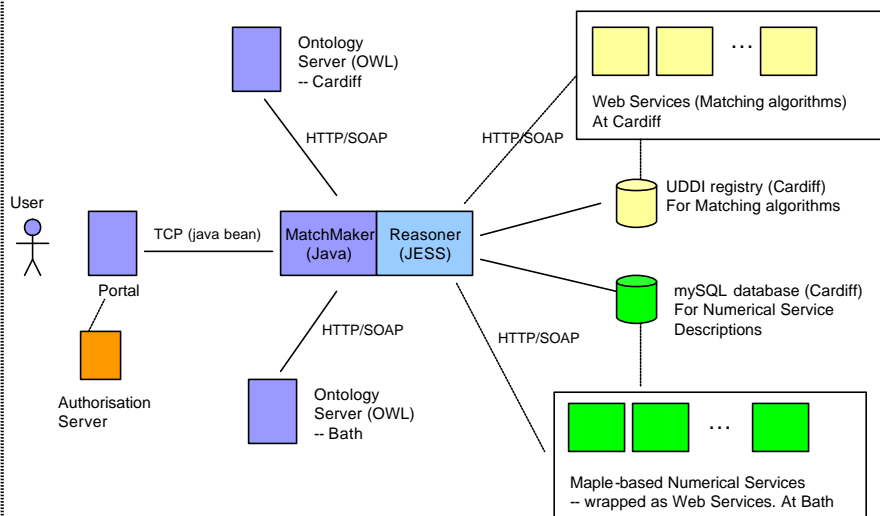 Ontology
Server (OWL)
-- Cardiff
...
Web Services (Matching algorithms)
At Cardiff
HTTP/SOAP
HTTP/SOAP
UDDI registry (Cardiff)
For Matching algorithms
User
TCP (java bean)
MatchMaker
(Java)
Reasoner
(JESS)
Portal
mySQL database (Cardiff)
For Numerical Service
Descriptions
HTTP/SOAP
HTTP/SOAP
Authorisation
Server
Ontology
Server (OWL)
-- Bath
...
Maple-based Numerical Services
-- wrapped as Web Services. At Bath